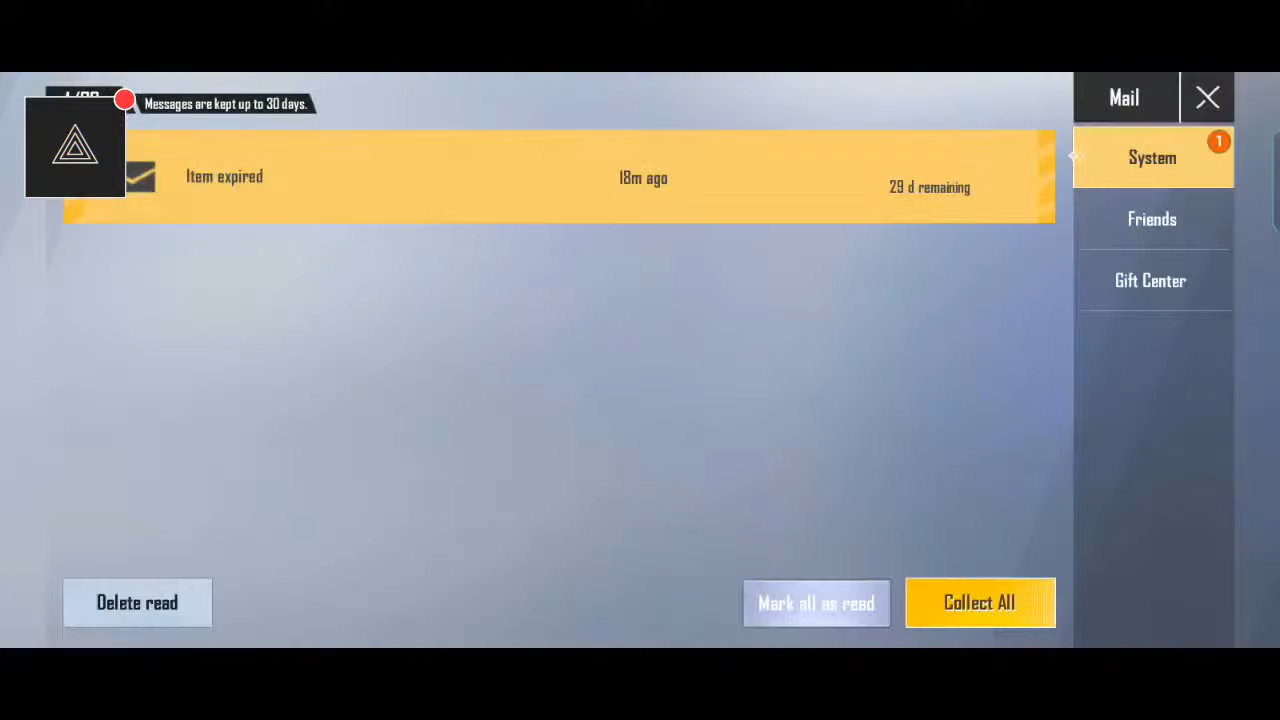 Messages are kept up to 30 days.
Mail
System
1
Item expired
18m ago
29 d remaining
Friends
Gift Center
Delete read
Mark all as read
Collect All